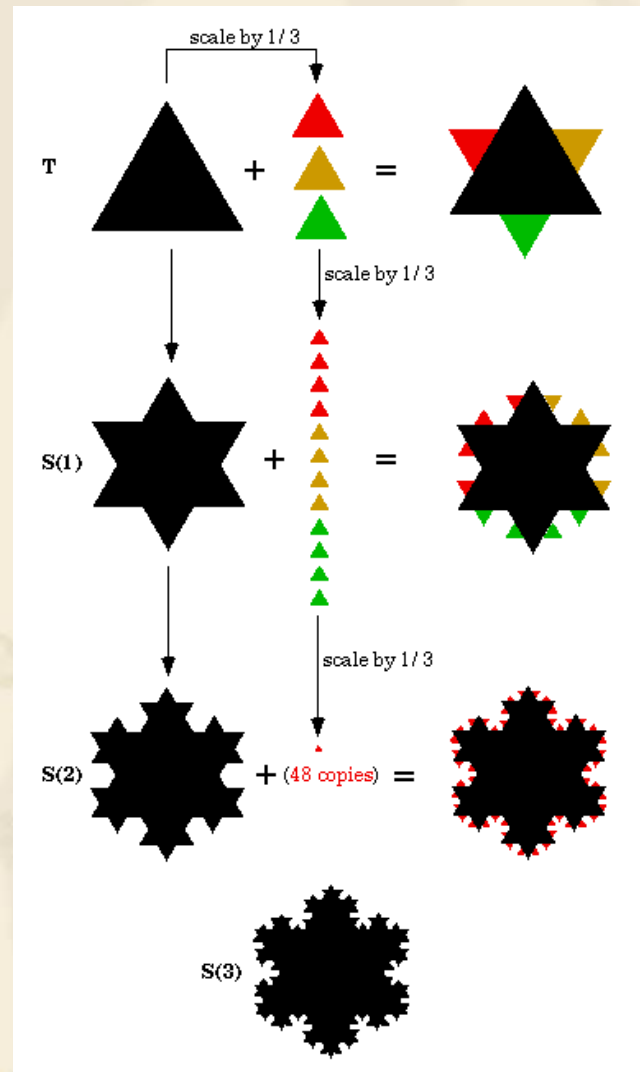 scale by 1/3
T + =
scale by 1/3
S(1) + =
scale by 1/3
S(2) + (48 copies) =
S(3)